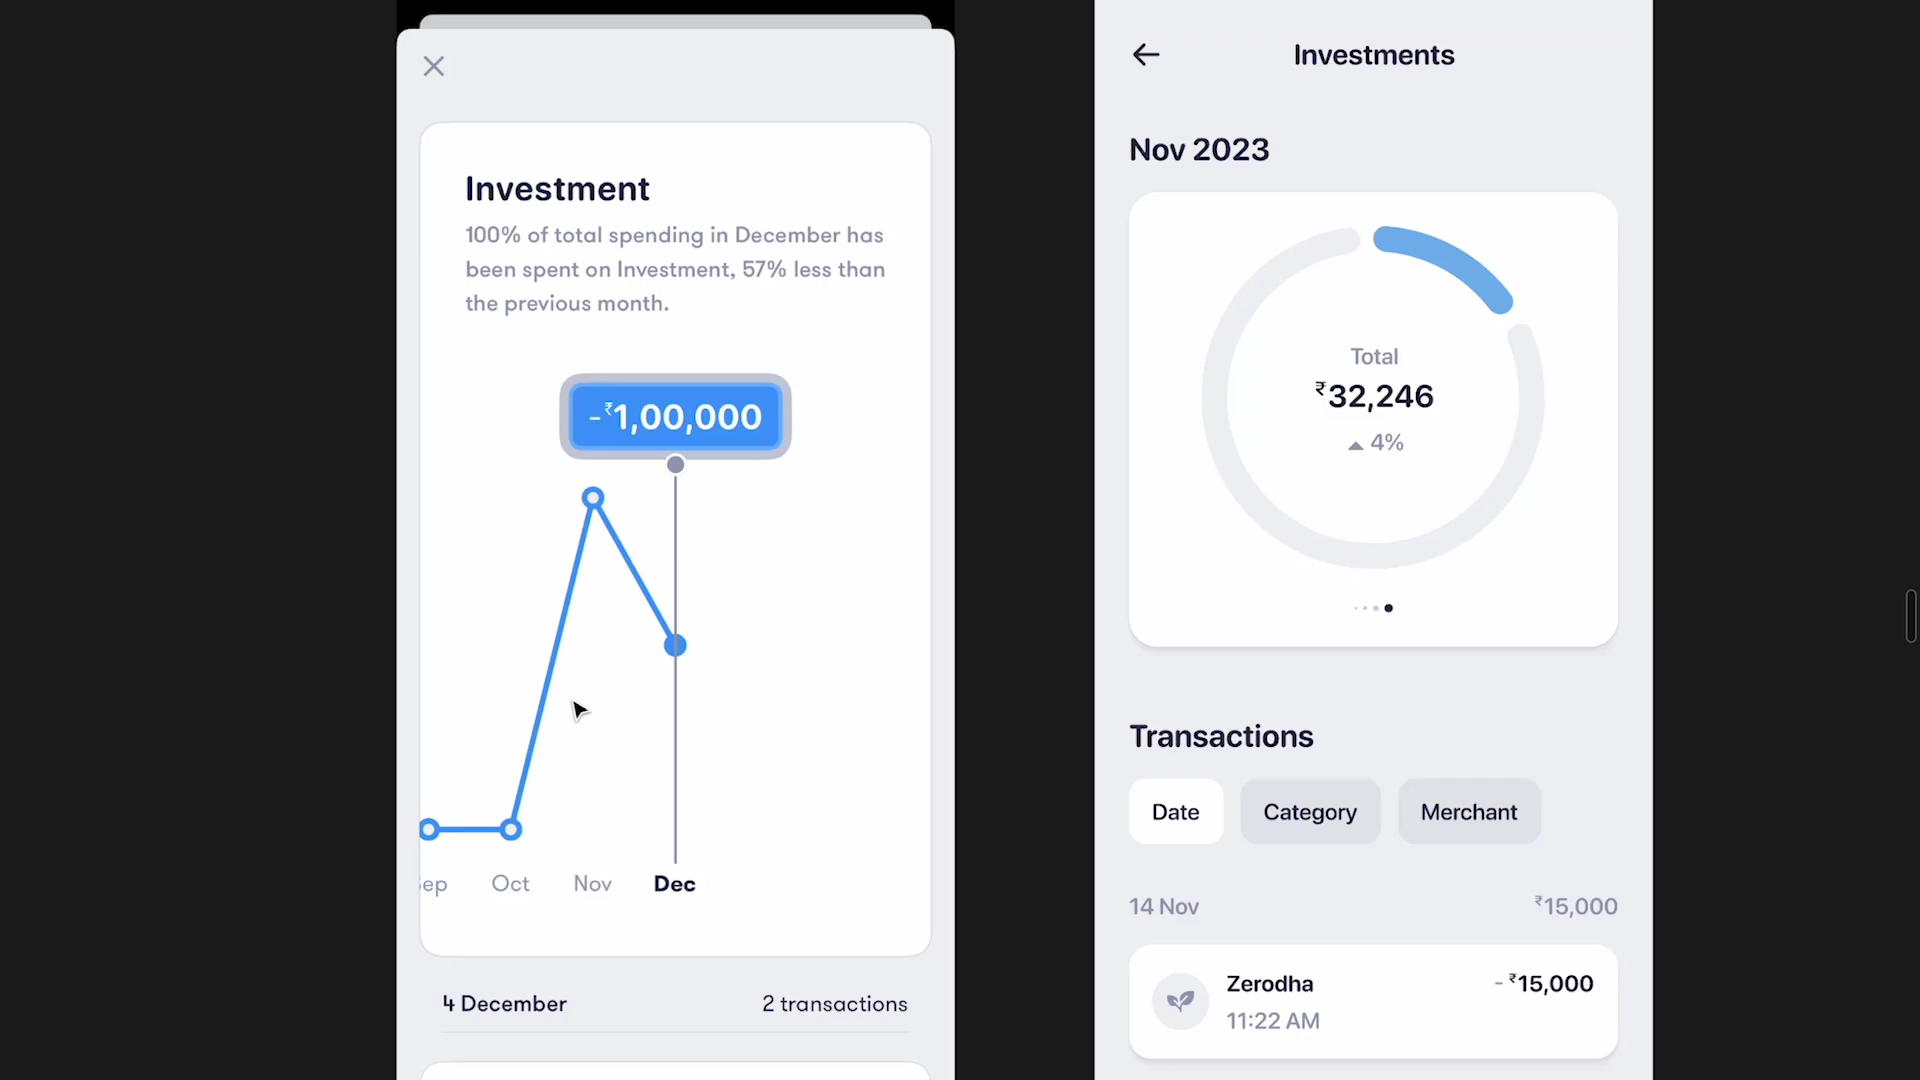 Investment
100% of total spending in December has
been spent on Investment, 57% less than
the previous month.
-₹1,00,000
ep
Oct
Nov
Dec
4 December
2 transactions
Investments
Nov 2023
Total
₹32,246
4%
Transactions
Date
Category
Merchant
14 Nov
₹15,000
Zerodha
- ₹15,000
11:22 AM